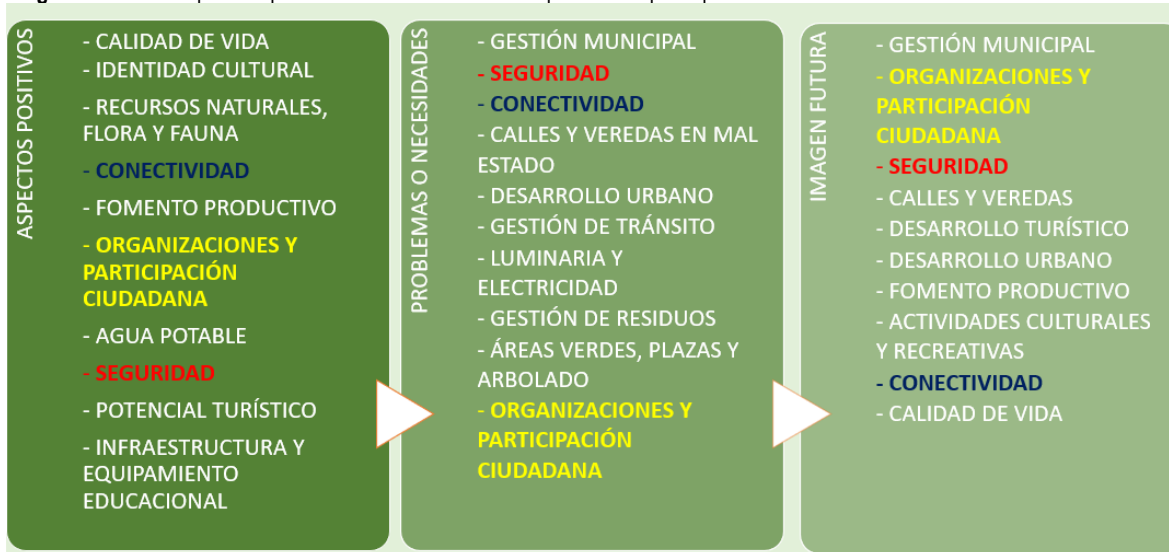 ASPECTOS POSITIVOS
- CALIDAD DE VIDA
- IDENTIDAD CULTURAL
- RECURSOS NATURALES,
FLORA Y FAUNA
- CONECTIVIDAD
- FOMENTO PRODUCTIVO
- ORGANIZACIONES Y
PARTICIPACIÓN
CIUDADANA
- AGUA POTABLE
- SEGURIDAD
- POTENCIAL TURÍSTICO
- INFRAESTRUCTURA Y
EQUIPAMIENTO
EDUCACIONAL
PROBLEMAS O NECESIDADES
- GESTIÓN MUNICIPAL
- SEGURIDAD
- CONECTIVIDAD
- CALLES Y VEREDAS EN MAL
ESTADO
- DESARROLLO URBANO
- GESTIÓN DE TRÁNSITO
- LUMINARIA Y
ELECTRICIDAD
- GESTIÓN DE RESIDUOS
- ÁREAS VERDES, PLAZAS Y
ARBOLADO
- ORGANIZACIONES Y
PARTICIPACIÓN
CIUDADANA
IMAGEN FUTURA
- GESTIÓN MUNICIPAL
- ORGANIZACIONES Y
PARTICIPACIÓN
CIUDADANA
- SEGURIDAD
- CALLES Y VEREDAS
- DESARROLLO TURÍSTICO
- DESARROLLO URBANO
- FOMENTO PRODUCTIVO
- ACTIVIDADES CULTURALES
Y RECREATIVAS
- CONECTIVIDAD
- CALIDAD DE VIDA